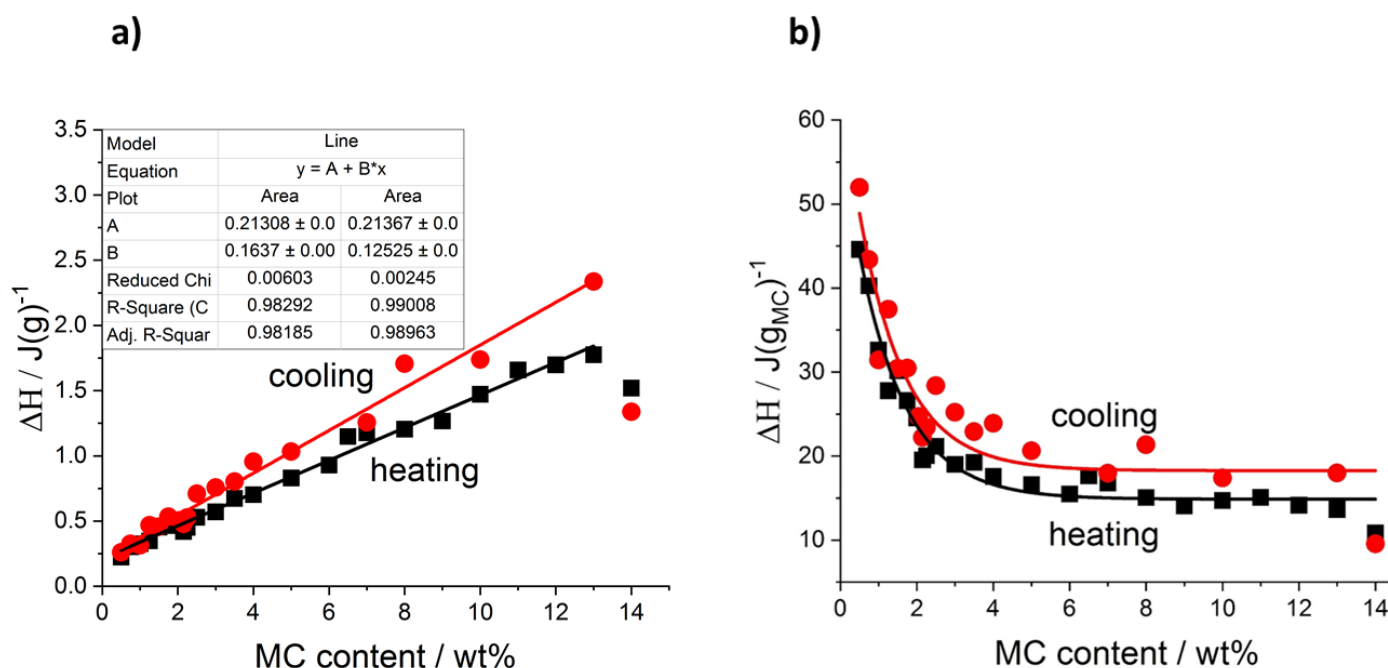 a)
3.5
3.0
2.5
2.0
1.5
1.0
0.5
0.0
ΔH / J(g)-1
Model Line
Equation y = A + B*x
Plot Area Area
A 0.21308 ± 0.0 0.21367 ± 0.0
B 0.1637 ± 0.00 0.12525 ± 0.0
Reduced Chi 0.00603 0.00245
R-Square (C 0.98292 0.99008
Adj. R-Squar 0.98185 0.98963
cooling
heating
0 2 4 6 8 10 12 14
MC content / wt%
b)
60
50
40
30
20
10
ΔH / J(gMC)-1
cooling
heating
0 2 4 6 8 10 12 14
MC content / wt%